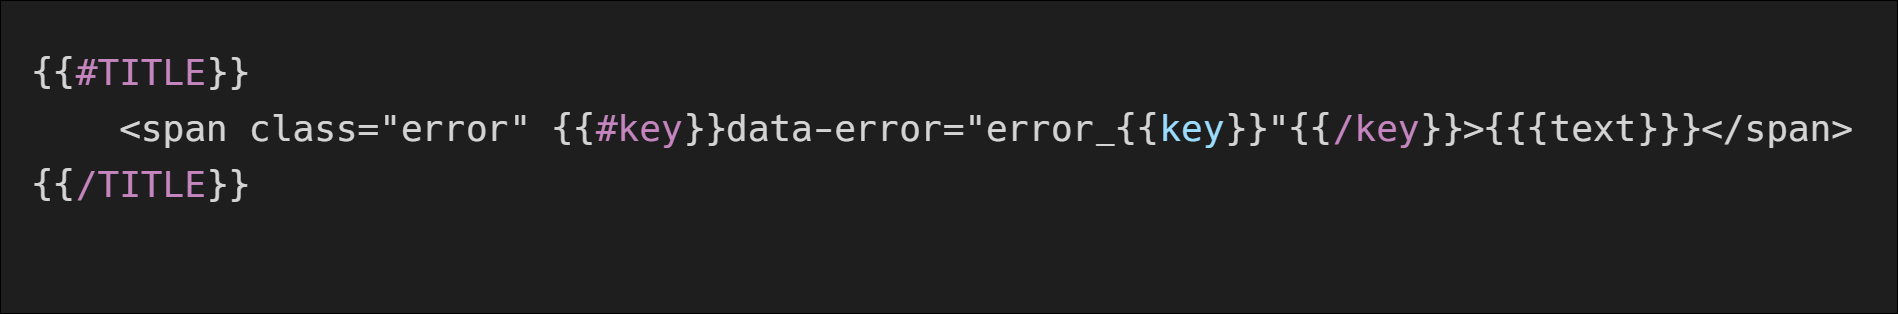 {{#TITLE}}
    <span class="error" {{#key}}data-error="error_{{key}}"{{/key}}>{{{text}}}</span>
{{/TITLE}}